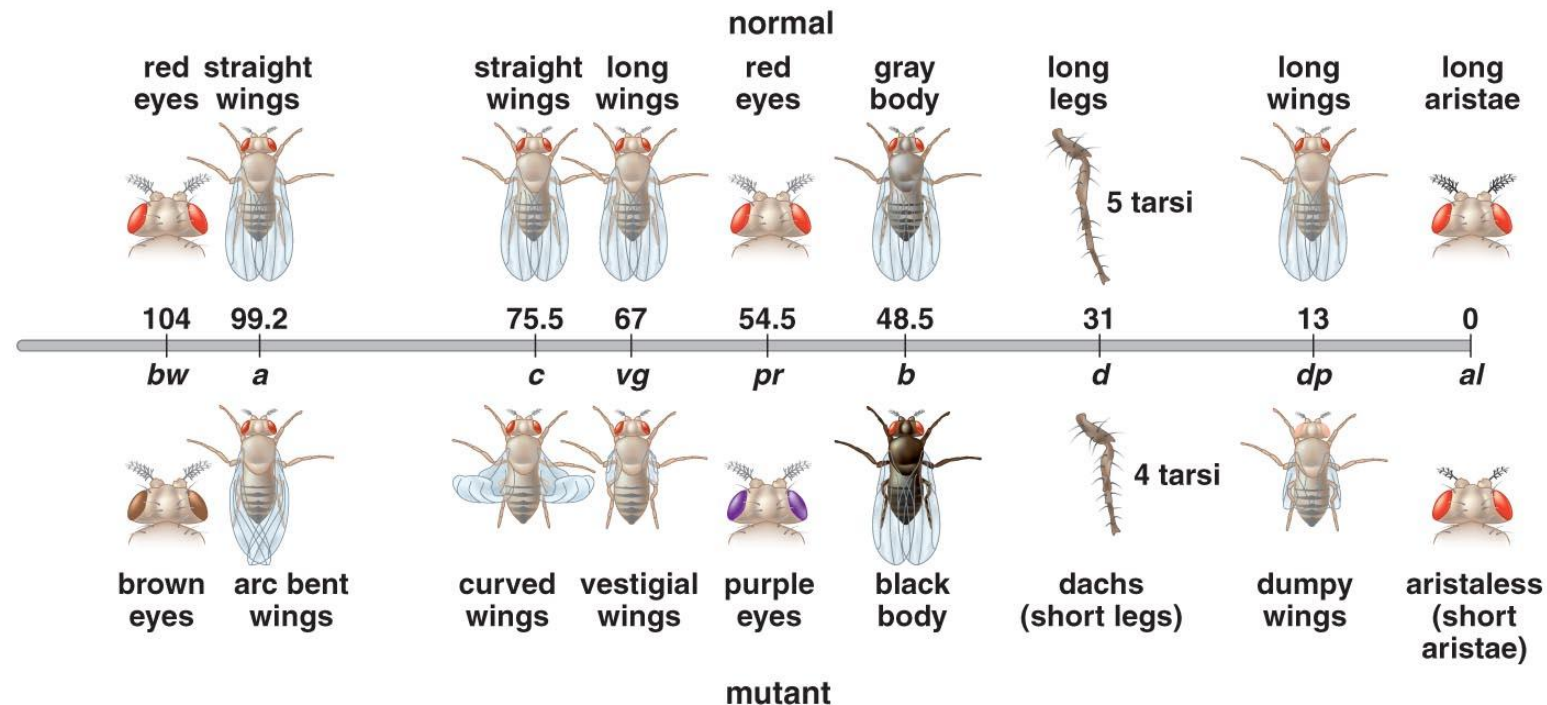 normal
red eyes
straight wings
straight wings
long wings
red eyes
gray body
long legs
long wings
long aristae
5 tarsi
104 99.2 75.5 67 54.5 48.5 31 13 0
bw a c vg pr b d dp al
4 tarsi
brown eyes
arc bent wings
curved wings
vestigial wings
purple eyes
black body
dachs (short legs)
dumpy wings
aristaless (short aristae)
mutant